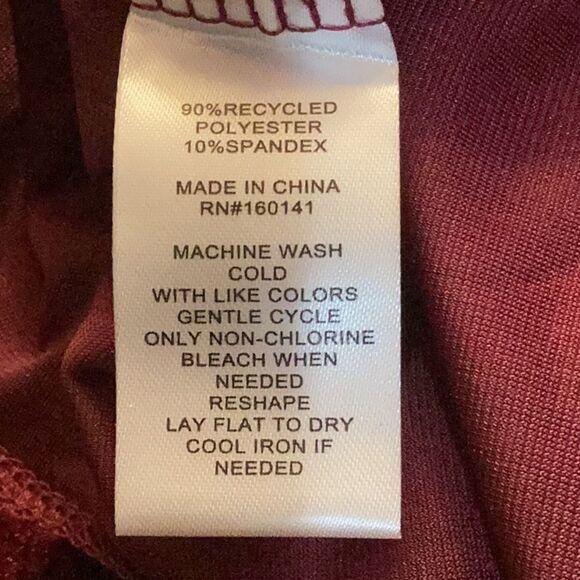 90%RECYCLED
POLYESTER
10%SPANDEX
MADE IN CHINA
RN#160141
MACHINE WASH
COLD
WITH LIKE COLORS
GENTLE CYCLE
ONLY NON-CHLORINE
BLEACH WHEN
NEEDED
RESHAPE
LAY FLAT TO DRY
COOL IRON IF
NEEDED